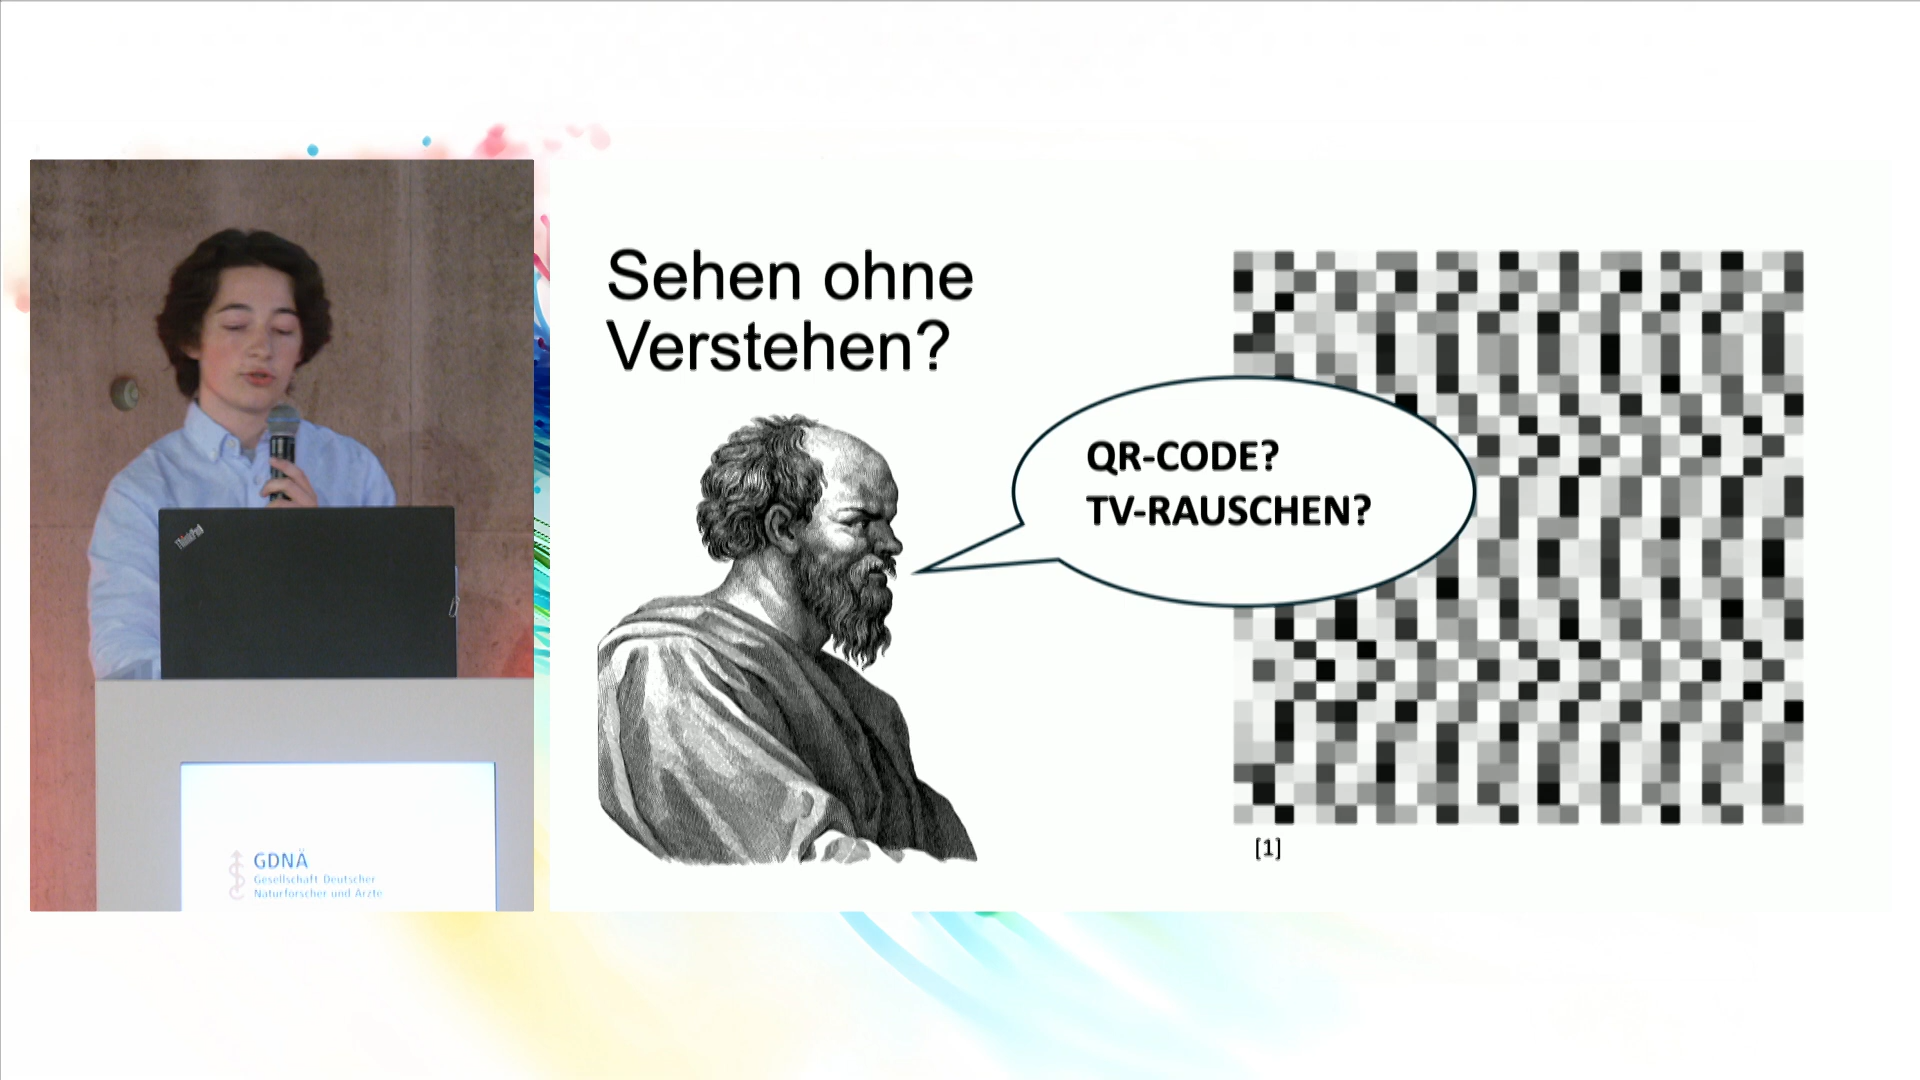 Sehen ohne
Verstehen?
QR-CODE?
TV-RAUSCHEN?
[1]
ThinkPad
GDNÄ
Gesellschaft Deutscher
Naturforscher und Ärzte